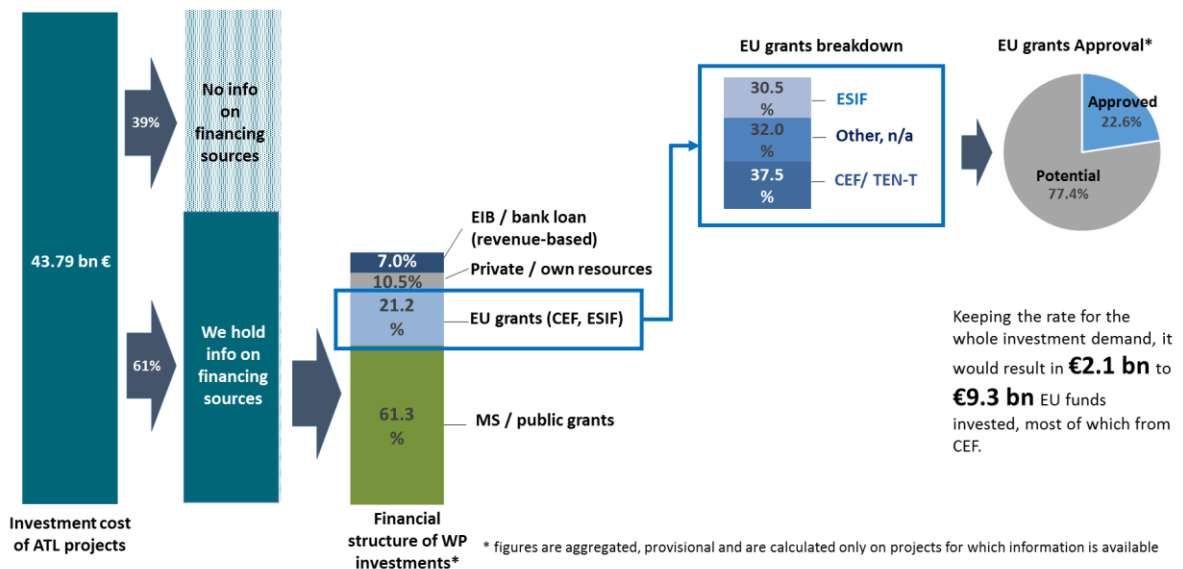 43.79 bn €
Investment cost
of ATL projects
39%
61%
No info
on
financing
sources
We hold
info on
financing
sources
7.0%
10.5%
21.2
%
61.3
%
EIB / bank loan
(revenue-based)
Private / own resources
EU grants (CEF, ESIF)
MS / public grants
Financial
structure of WP
investments*
EU grants breakdown
30.5
%
32.0
%
37.5
%
ESIF
Other, n/a
CEF/ TEN-T
EU grants Approval*
Approved
22.6%
Potential
77.4%
Keeping the rate for the
whole investment demand, it
would result in €2.1 bn to
€9.3 bn EU funds
invested, most of which from
CEF.
* figures are aggregated, provisional and are calculated only on projects for which information is available